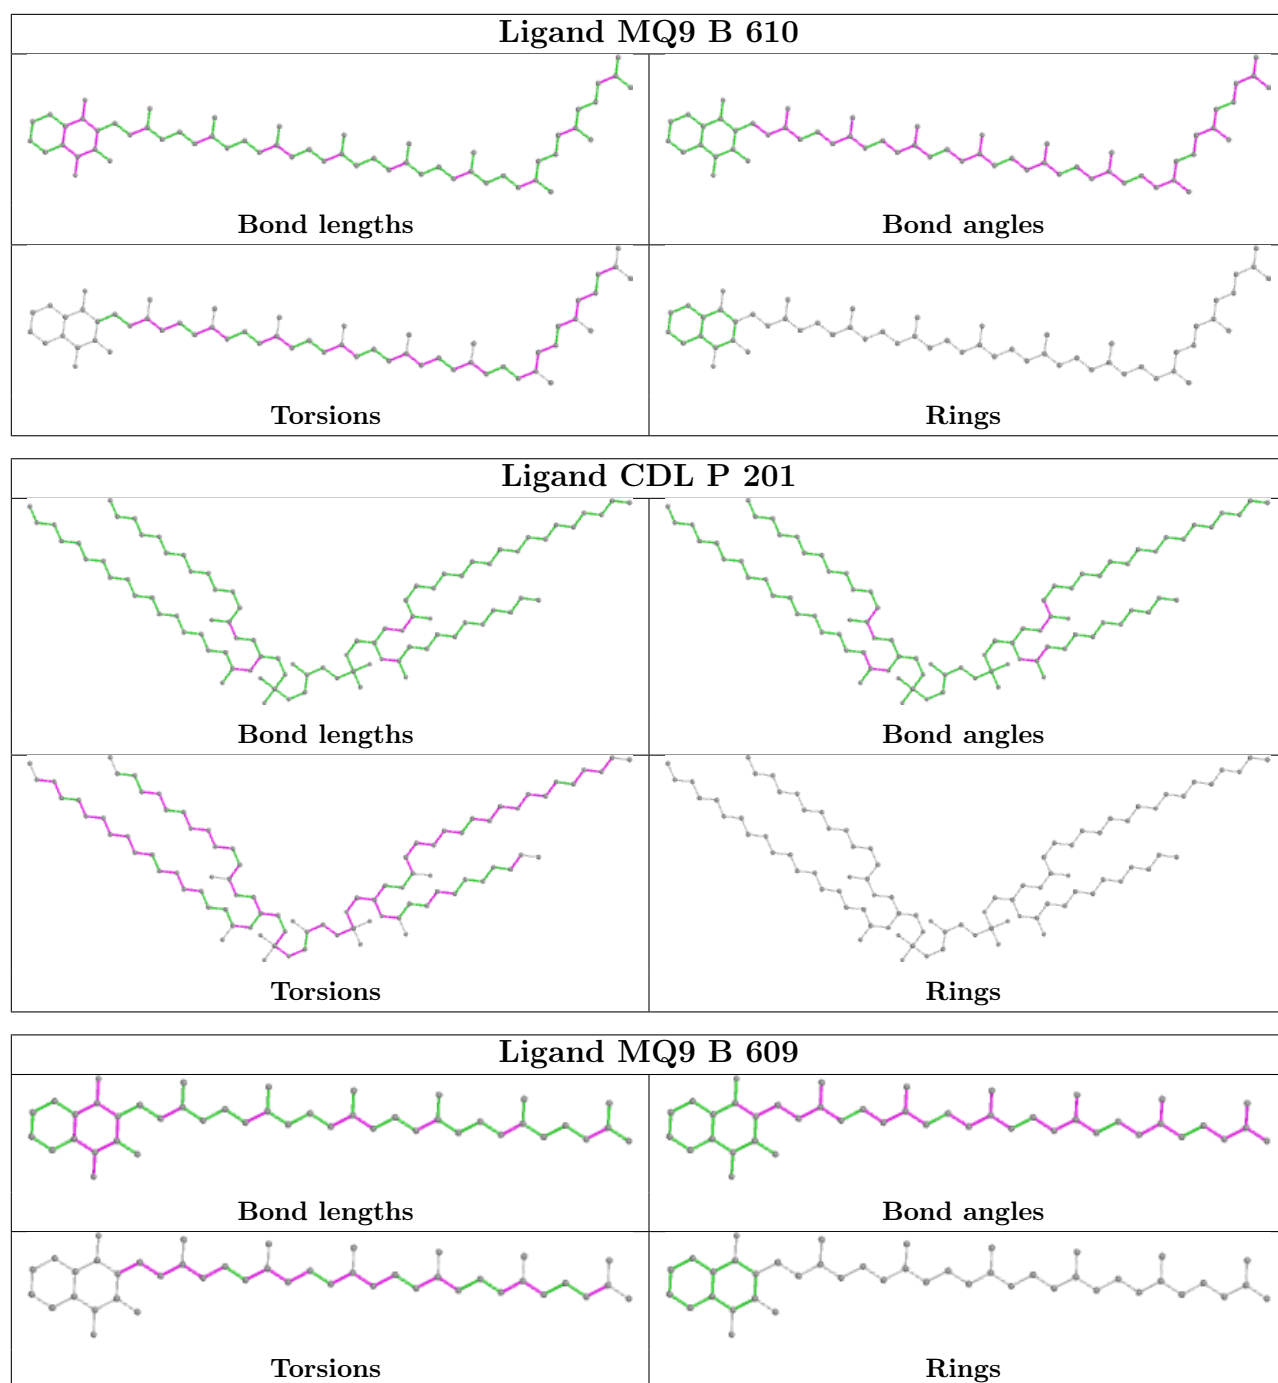 Ligand MQ9 B 610
Bond lengths
Bond angles
Torsions
Rings
Ligand CDL P 201
Bond lengths
Bond angles
Torsions
Rings
Ligand MQ9 B 609
Bond lengths
Bond angles
Torsions
Rings